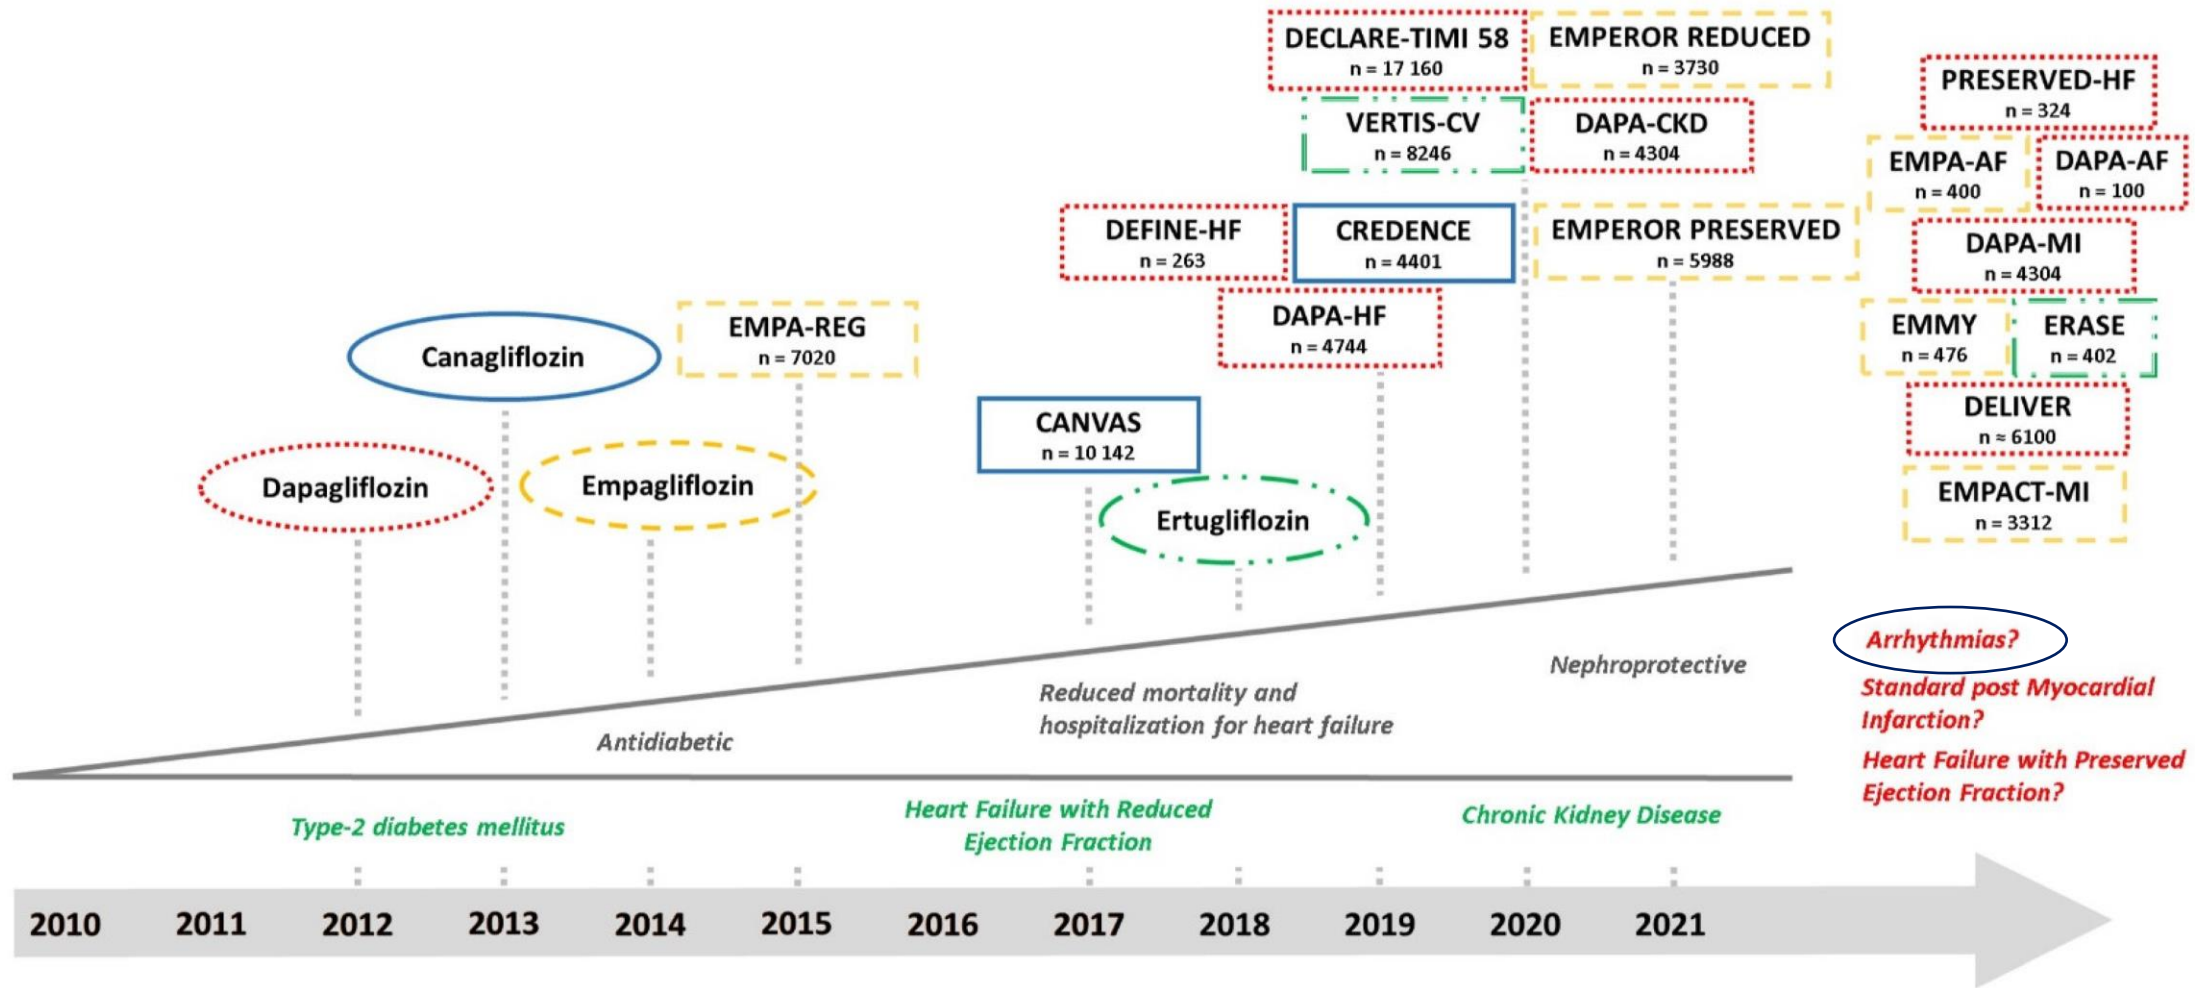 DECLARE-TIMI 58
n = 17 160
EMPEROR REDUCED
n = 3730
PRESERVED-HF
n = 324
VERTIS-CV
n = 8246
DAPA-CKD
n = 4304
EMPA-AF
n = 400
DAPA-AF
n = 100
DEFINE-HF
n = 263
CREDENCE
n = 4401
EMPEROR PRESERVED
n = 5988
DAPA-MI
n = 4304
Canagliflozin
EMPA-REG
n = 7020
DAPA-HF
n = 4744
EMMY
n = 476
ERASE
n = 402
CANVAS
n = 10 142
DELIVER
n ≈ 6100
Dapagliflozin
Empagliflozin
Ertugliflozin
EMPACT-MI
n = 3312
Arrhythmias?
Standard post Myocardial
Infarction?
Heart Failure with Preserved
Ejection Fraction?
Nephroprotective
Reduced mortality and
hospitalization for heart failure
Antidiabetic
Type-2 diabetes mellitus
Heart Failure with Reduced
Ejection Fraction
Chronic Kidney Disease
2010 2011 2012 2013 2014 2015 2016 2017 2018 2019 2020 2021